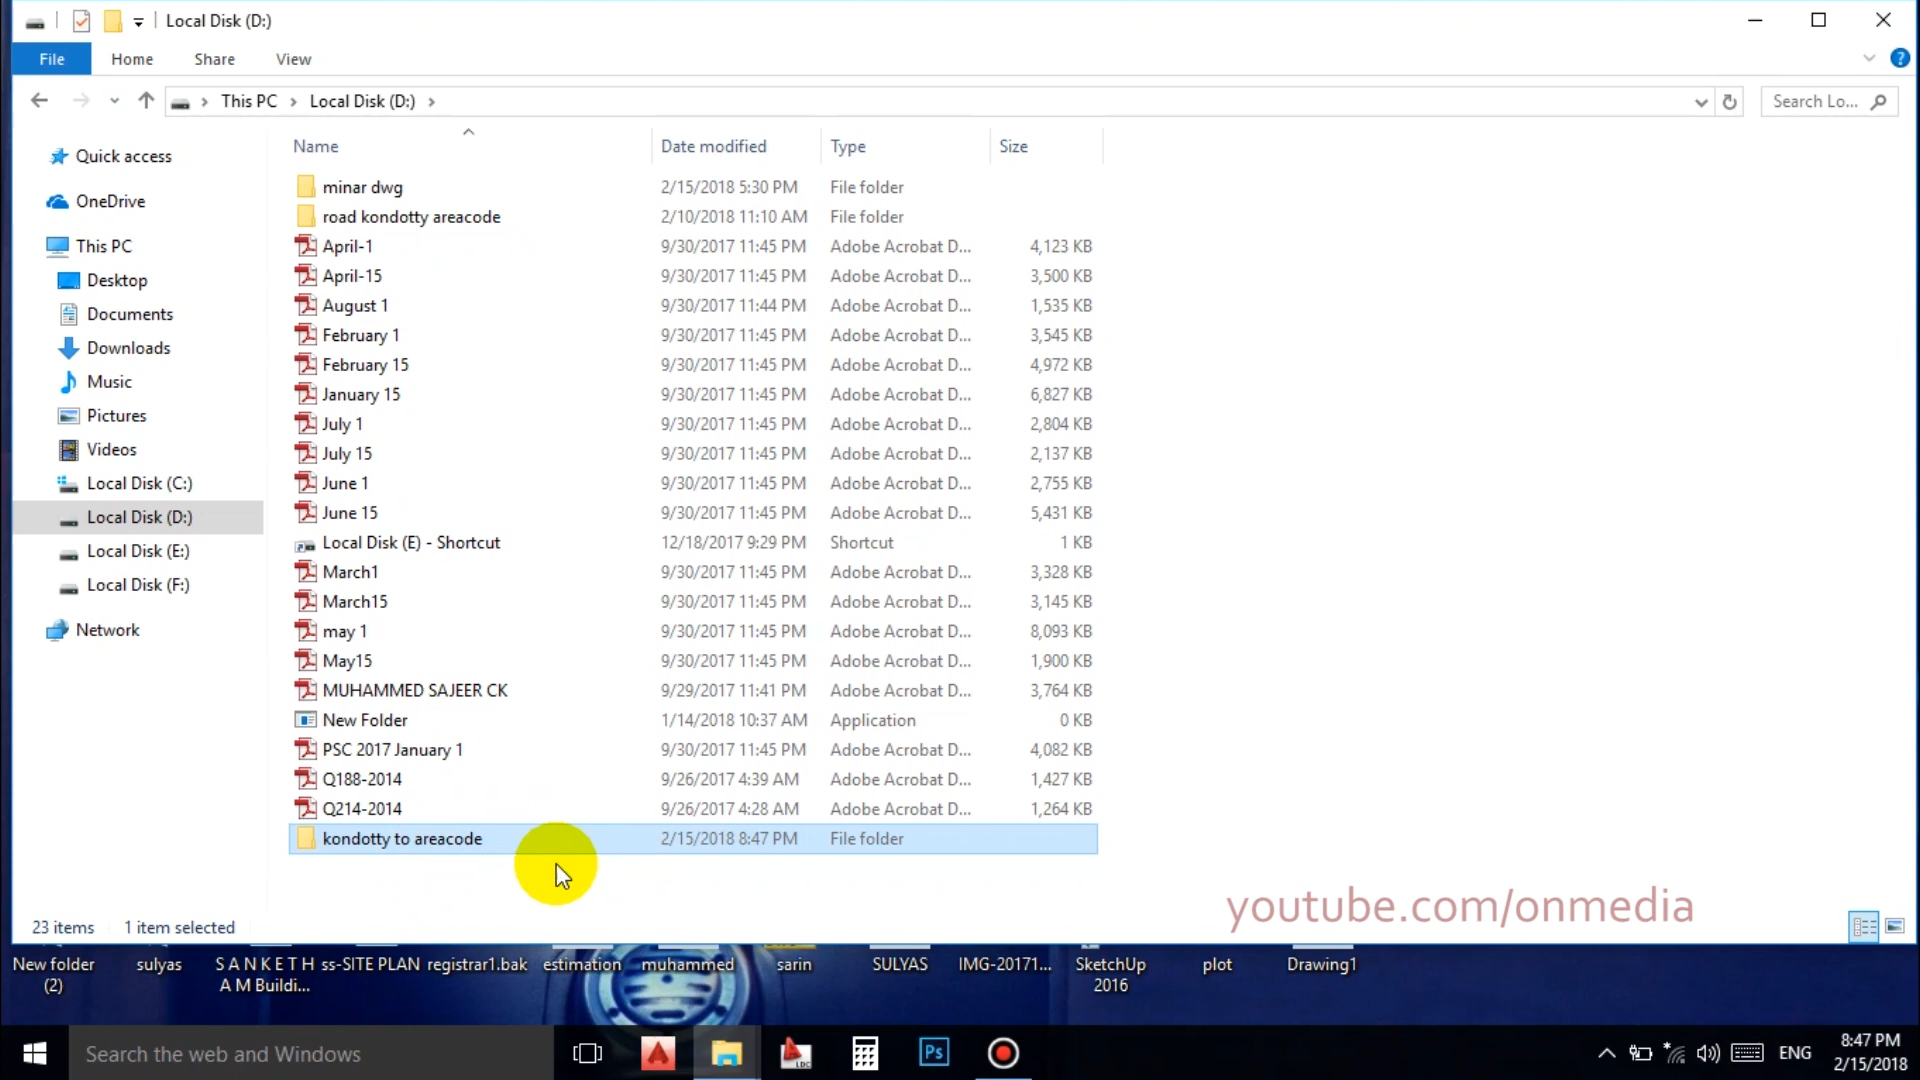 Local Disk (D:)
File Home Share View
This PC Local Disk (D:) Search Lo...
Name Date modified Type Size
Quick access
OneDrive
This PC
Desktop
Documents
Downloads
Music
Pictures
Videos
Local Disk (C:)
Local Disk (D:)
Local Disk (E:)
Local Disk (F:)
Network
minar dwg 2/15/2018 5:30 PM File folder
road kondotty areacode 2/10/2018 11:10 AM File folder
April-1 9/30/2017 11:45 PM Adobe Acrobat D... 4,123 KB
April-15 9/30/2017 11:45 PM Adobe Acrobat D... 3,500 KB
August 1 9/30/2017 11:44 PM Adobe Acrobat D... 1,535 KB
February 1 9/30/2017 11:45 PM Adobe Acrobat D... 3,545 KB
February 15 9/30/2017 11:45 PM Adobe Acrobat D... 4,972 KB
January 15 9/30/2017 11:45 PM Adobe Acrobat D... 6,827 KB
July 1 9/30/2017 11:45 PM Adobe Acrobat D... 2,804 KB
July 15 9/30/2017 11:45 PM Adobe Acrobat D... 2,137 KB
June 1 9/30/2017 11:45 PM Adobe Acrobat D... 2,755 KB
June 15 9/30/2017 11:45 PM Adobe Acrobat D... 5,431 KB
Local Disk (E) - Shortcut 12/18/2017 9:29 PM Shortcut 1 KB
March1 9/30/2017 11:45 PM Adobe Acrobat D... 3,328 KB
March15 9/30/2017 11:45 PM Adobe Acrobat D... 3,145 KB
may 1 9/30/2017 11:45 PM Adobe Acrobat D... 8,093 KB
May15 9/30/2017 11:45 PM Adobe Acrobat D... 1,900 KB
MUHAMMED SAJEER CK 9/29/2017 11:41 PM Adobe Acrobat D... 3,764 KB
New Folder 1/14/2018 10:37 AM Application 0 KB
PSC 2017 January 1 9/30/2017 11:45 PM Adobe Acrobat D... 4,082 KB
Q188-2014 9/26/2017 4:39 AM Adobe Acrobat D... 1,427 KB
Q214-2014 9/26/2017 4:28 AM Adobe Acrobat D... 1,264 KB
kondotty to areacode 2/15/2018 8:47 PM File folder
youtube.com/onmedia
23 items 1 item selected
New folder sulyas S A N K E T H ss-SITE PLAN registrar1.bak estimation muhammed sarin SULYAS IMG-20171... SketchUp plot Drawing1
(2) A M Buildi... 2016
Search the web and Windows Ps ENG 8:47 PM
2/15/2018